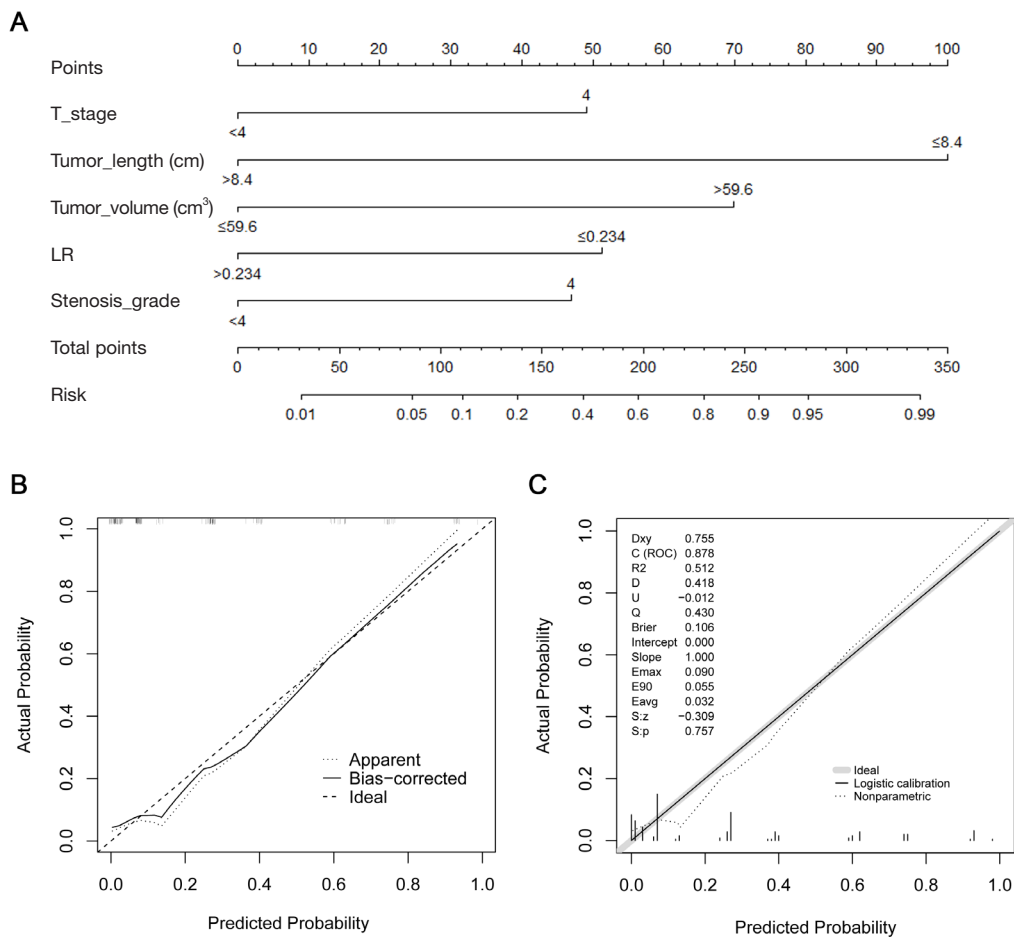 A
Points
0 10 20 30 40 50 60 70 80 90 100
T_stage
4
<4
Tumor_length (cm)
≤8.4
>8.4
Tumor_volume (cm³)
>59.6
≤59.6
LR
≤0.234
>0.234
Stenosis_grade
4
<4
Total points
0 50 100 150 200 250 300 350
Risk
0.01 0.05 0.1 0.2 0.4 0.6 0.8 0.9 0.95 0.99
B
Actual Probability
1.0
0.8
0.6
0.4
0.2
0.0
Apparent
Bias−corrected
Ideal
0.0 0.2 0.4 0.6 0.8 1.0
Predicted Probability
C
Actual Probability
1.0
0.8
0.6
0.4
0.2
0.0
Dxy 0.755
C (ROC) 0.878
R2 0.512
D 0.418
U −0.012
Q 0.430
Brier 0.106
Intercept 0.000
Slope 1.000
Emax 0.090
E90 0.055
Eavg 0.032
S:z −0.309
S:p 0.757
Ideal
Logistic calibration
Nonparametric
0.0 0.2 0.4 0.6 0.8 1.0
Predicted Probability